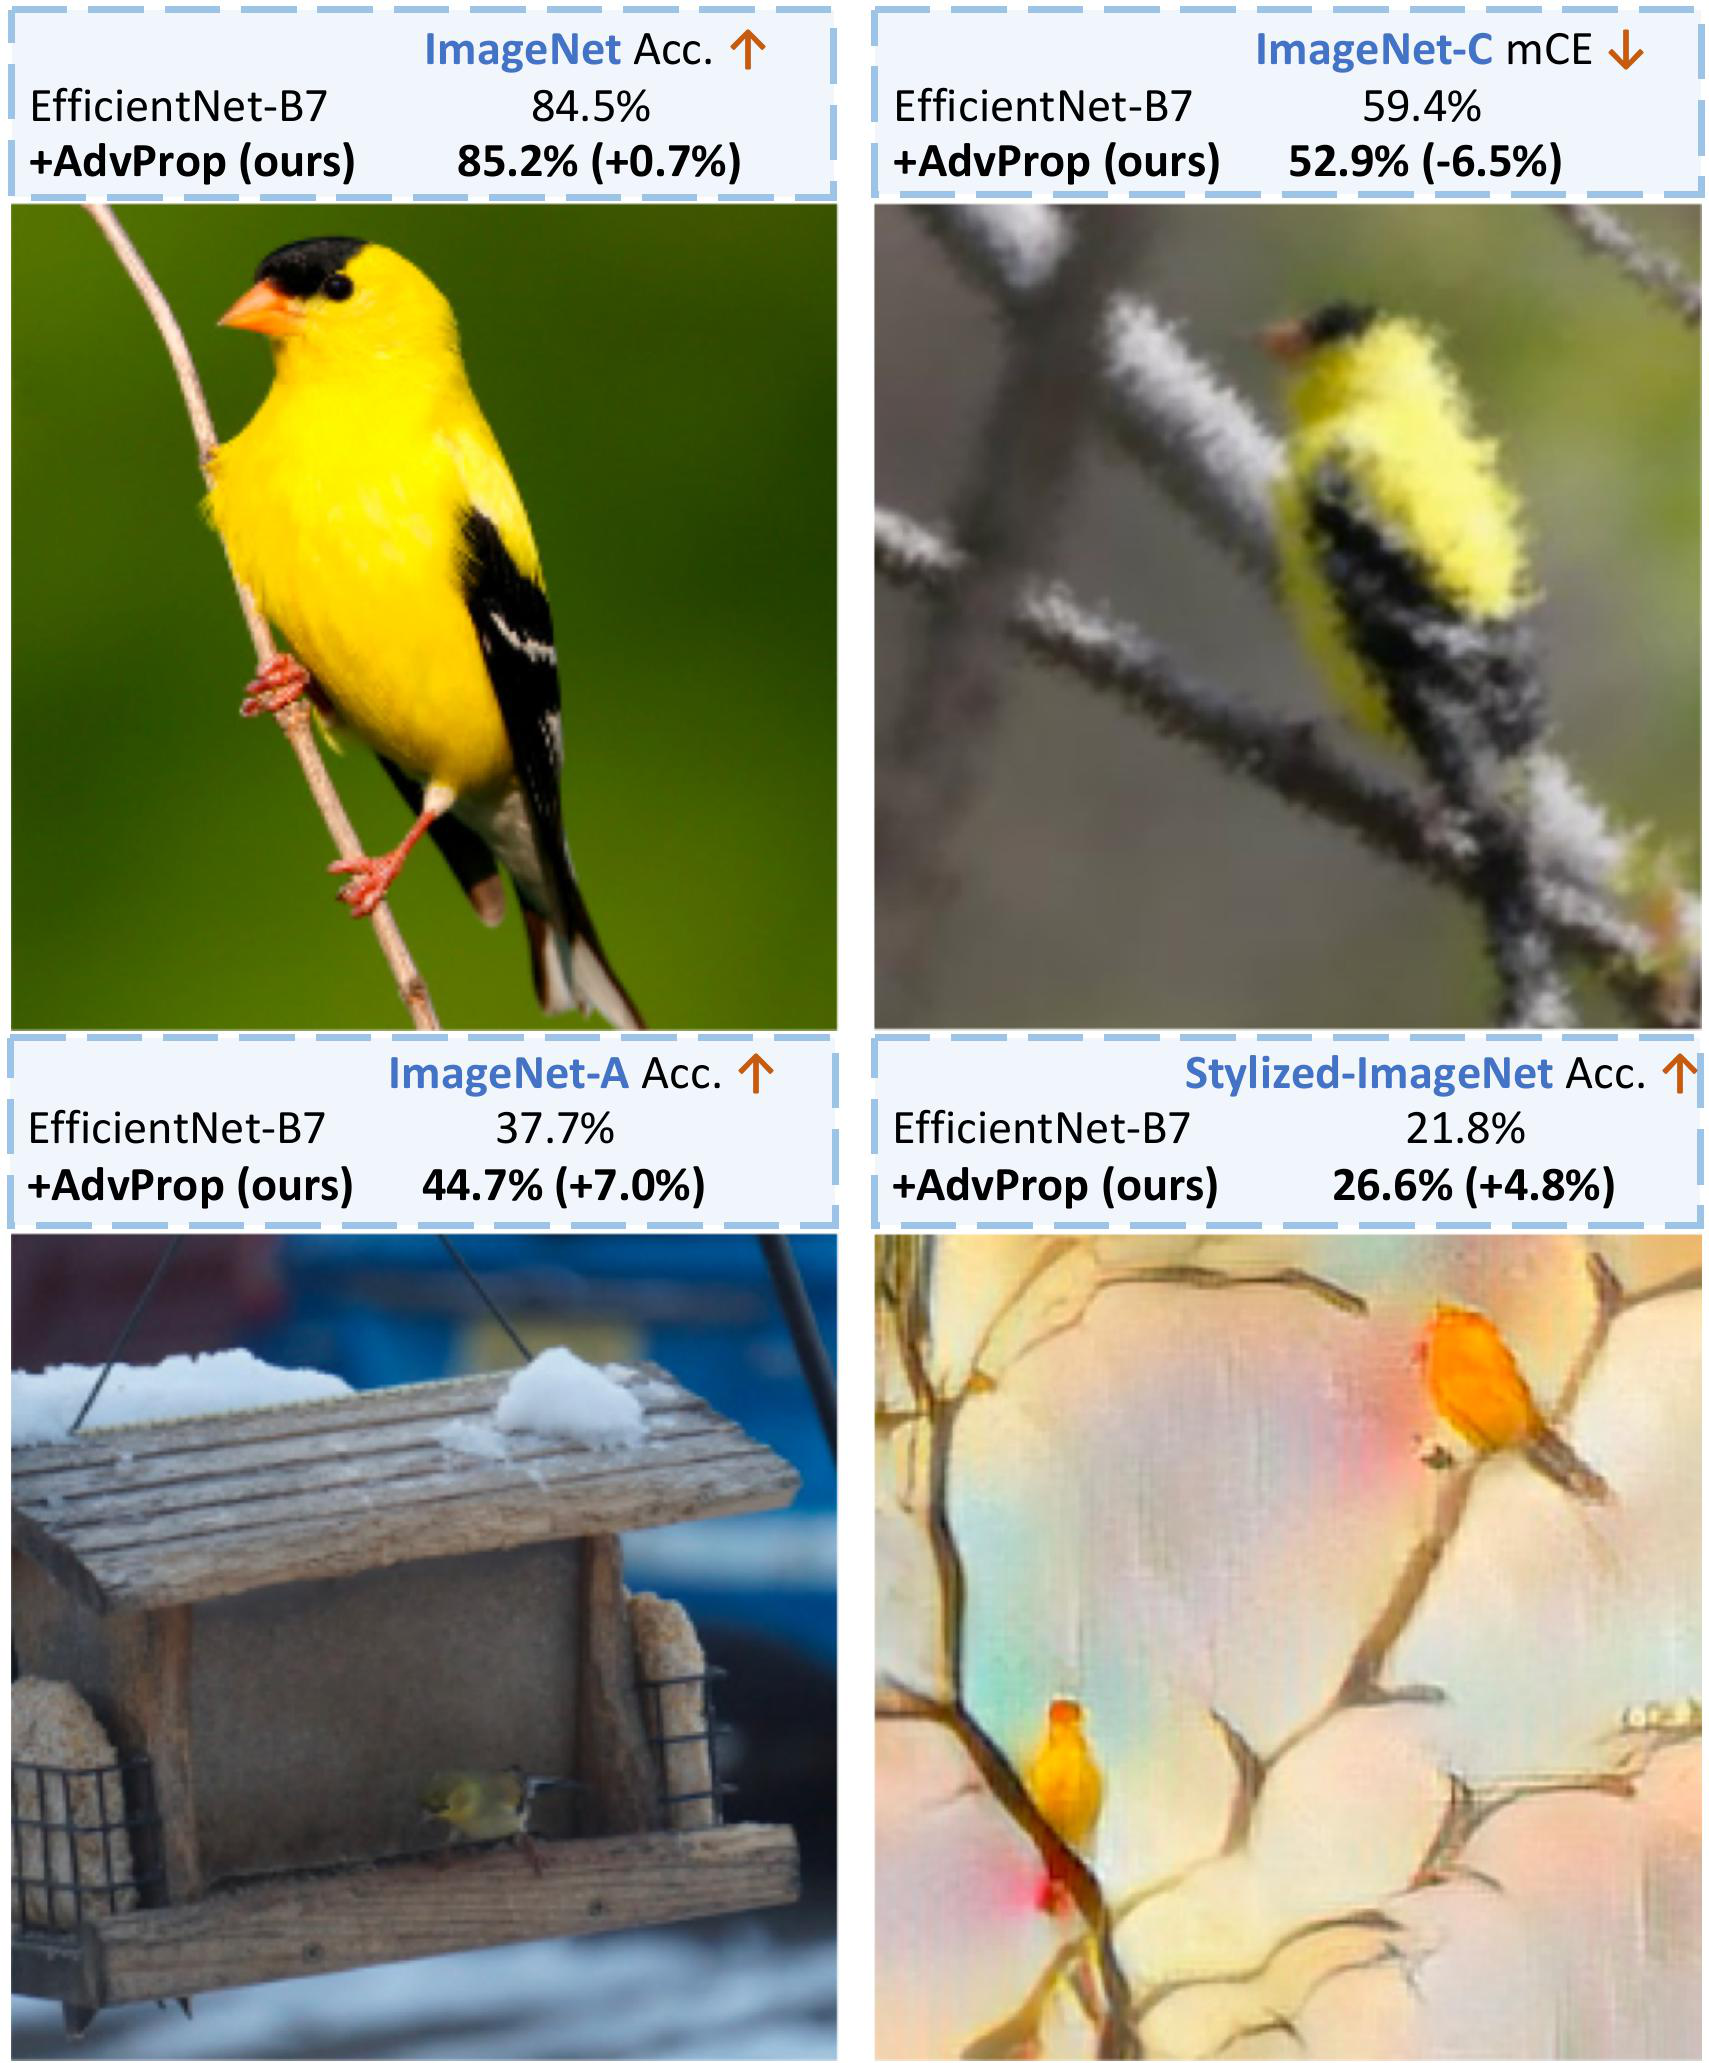 ImageNet Acc. ↑
EfficientNet-B7 84.5%
+AdvProp (ours) 85.2% (+0.7%)
ImageNet-C mCE ↓
EfficientNet-B7 59.4%
+AdvProp (ours) 52.9% (-6.5%)
ImageNet-A Acc. ↑
EfficientNet-B7 37.7%
+AdvProp (ours) 44.7% (+7.0%)
Stylized-ImageNet Acc. ↑
EfficientNet-B7 21.8%
+AdvProp (ours) 26.6% (+4.8%)